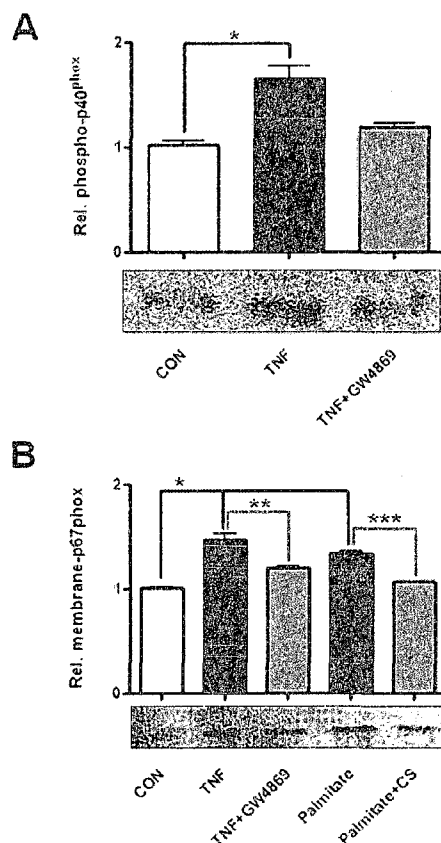 A
2
*
1
0
Rel. phospho-p40phox
CON
TNF
TNF+GW4869
B
2
*
**
***
1
0
Rel. membrane-p67phox
CON
TNF
TNF+GW4869
Palmitate
Palmitate+CS